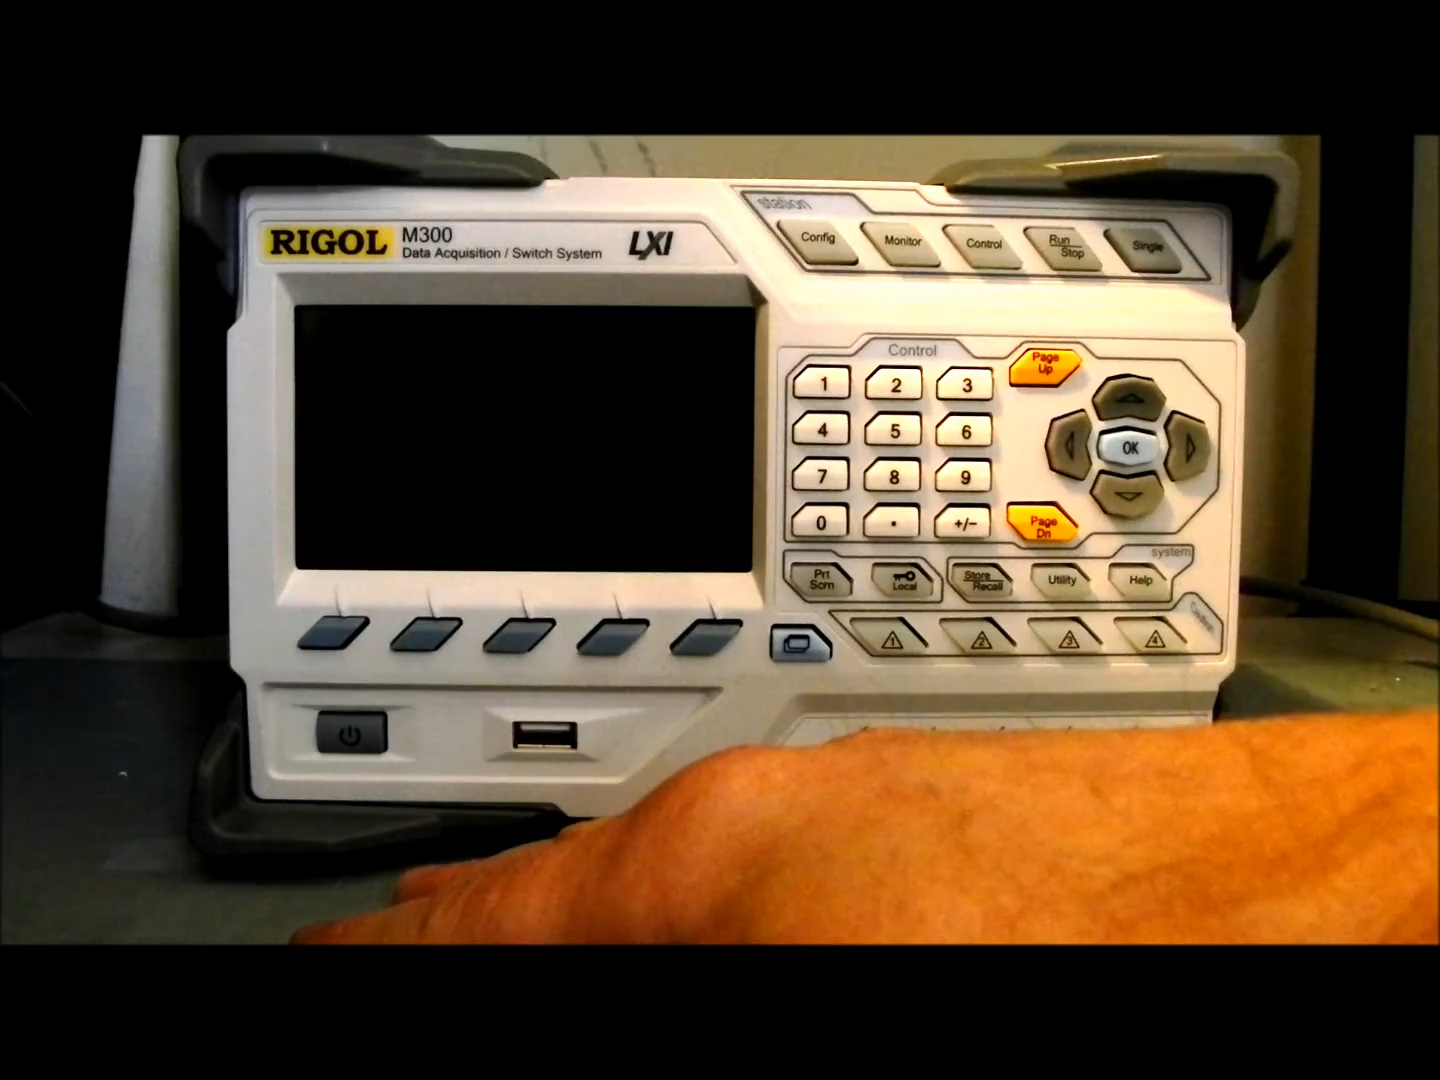 station
RIGOL
M300
Data Acquisition / Switch System
LXI
Config
Monitor
Control
Run
Stop
Single
Control
1
2
3
Page
Up
4
5
6
OK
7
8
9
0
.
+/-
Page
Dn
system
Prt
Scrn
Local
Store
Recall
Utility
Help
1
2
3
4